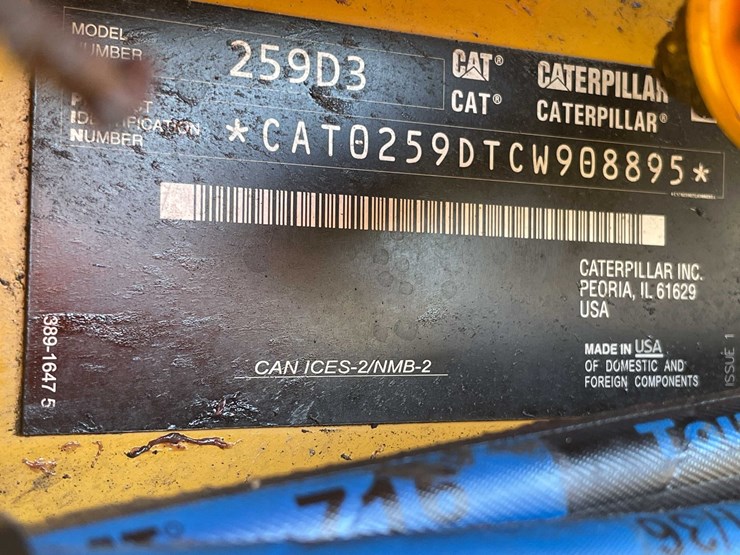 MODEL
NUMBER 259D3
CAT® CATERPILLAR
CAT® CATERPILLAR®
IDENTIFICATION
NUMBER *CAT0259DTCW908895*
CATERPILLAR INC.
PEORIA, IL 61629
USA
MADE IN USA
OF DOMESTIC AND
FOREIGN COMPONENTS
ISSUE 1
CAN ICES-2/NMB-2
389-1647 5
716